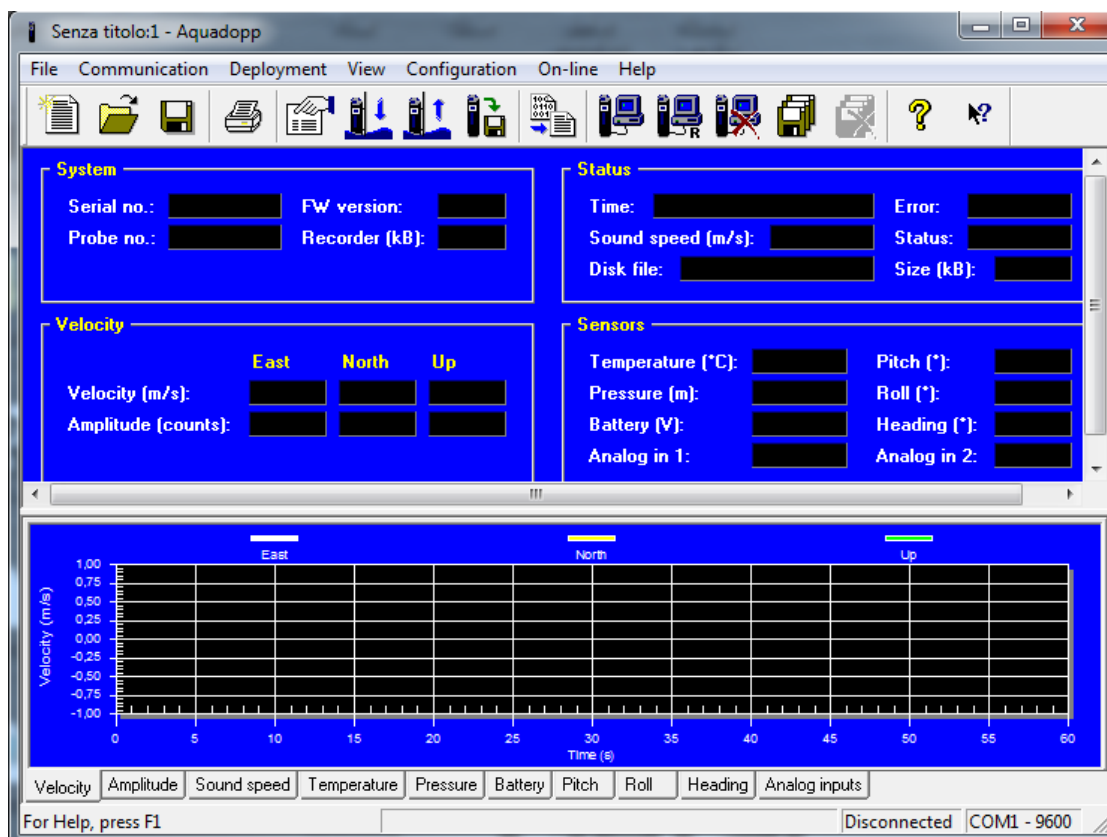 Senza titolo:1 - Aquadopp
File Communication Deployment View Configuration On-line Help
R
System
Serial no.: FW version:
Probe no.: Recorder (kB):
Status
Time: Error:
Sound speed (m/s): Status:
Disk file: Size (kB):
Velocity
East North Up
Velocity (m/s):
Amplitude (counts):
Sensors
Temperature (°C): Pitch (°):
Pressure (m): Roll (°):
Battery (V): Heading (°):
Analog in 1: Analog in 2:
East North Up
Velocity (m/s)
1,00
0,75
0,50
0,25
0,00
-0,25
-0,50
-0,75
-1,00
0 5 10 15 20 25 30 35 40 45 50 55 60
Time (s)
Velocity Amplitude Sound speed Temperature Pressure Battery Pitch Roll Heading Analog inputs
For Help, press F1 Disconnected COM1 - 9600